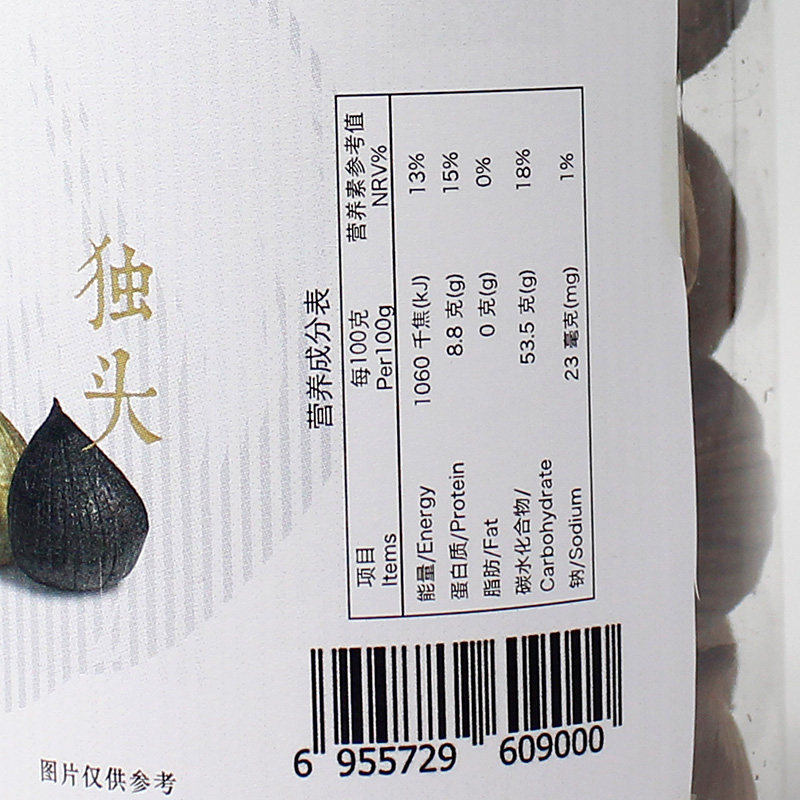 独头
营养成分表
项目 每100克 营养素参考值
Items Per100g NRV%
能量/Energy 1060 千焦(kJ) 13%
蛋白质/Protein 8.8 克(g) 15%
脂肪/Fat 0 克(g) 0%
碳水化合物/ 53.5 克(g) 18%
Carbohydrate
钠/Sodium 23 毫克(mg) 1%
6 955729 609000
图片仅供参考